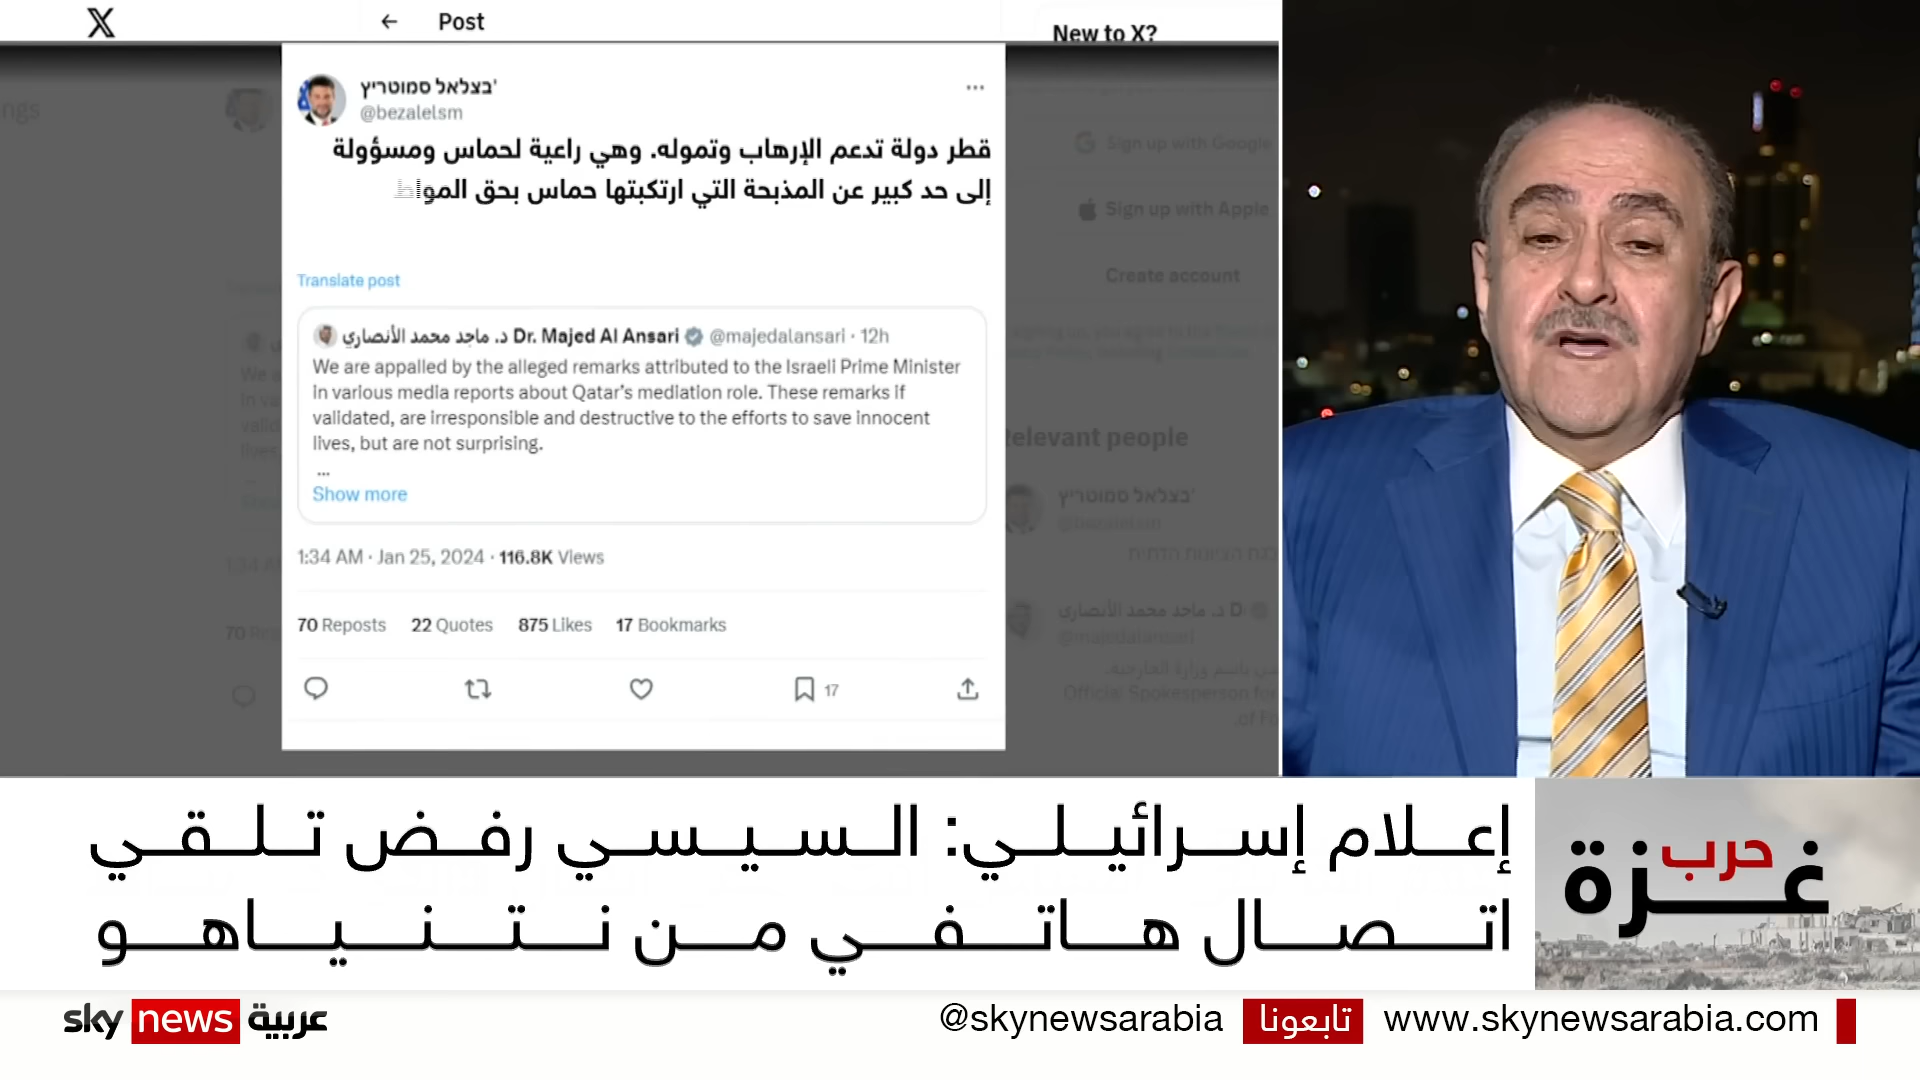 Post
New to X?
בצלאל סמוטריץ'
@bezalelsm
قطر دولة تدعم الإرهاب وتموله. وهي راعية لحماس ومسؤولة
إلى حد كبير عن المذبحة التي ارتكبتها حماس بحق
Translate post
د. ماجد محمد الأنصاري Dr. Majed Al Ansari @majedalansari · 12h
We are appalled by the alleged remarks attributed to the Israeli Prime Minister
in various media reports about Qatar's mediation role. These remarks if
validated, are irresponsible and destructive to the efforts to save innocent
lives, but are not surprising.
...
Show more
1:34 AM · Jan 25, 2024 · 116.8K Views
70 Reposts 22 Quotes 875 Likes 17 Bookmarks
17
Sign up with Google
Sign up with Apple
Create account
Relevant people
בצלאל סמוטריץ'
@bezalelsm
د. ماجد محمد الأنصاري D
@majedalansari
Official Spokesperson for
حرب
غزة
إعلام إسرائيلي: السيسي رفض تلقي
اتصال هاتفي من نتنياهو
sky news عربية
@skynewsarabia تابعونا www.skynewsarabia.com